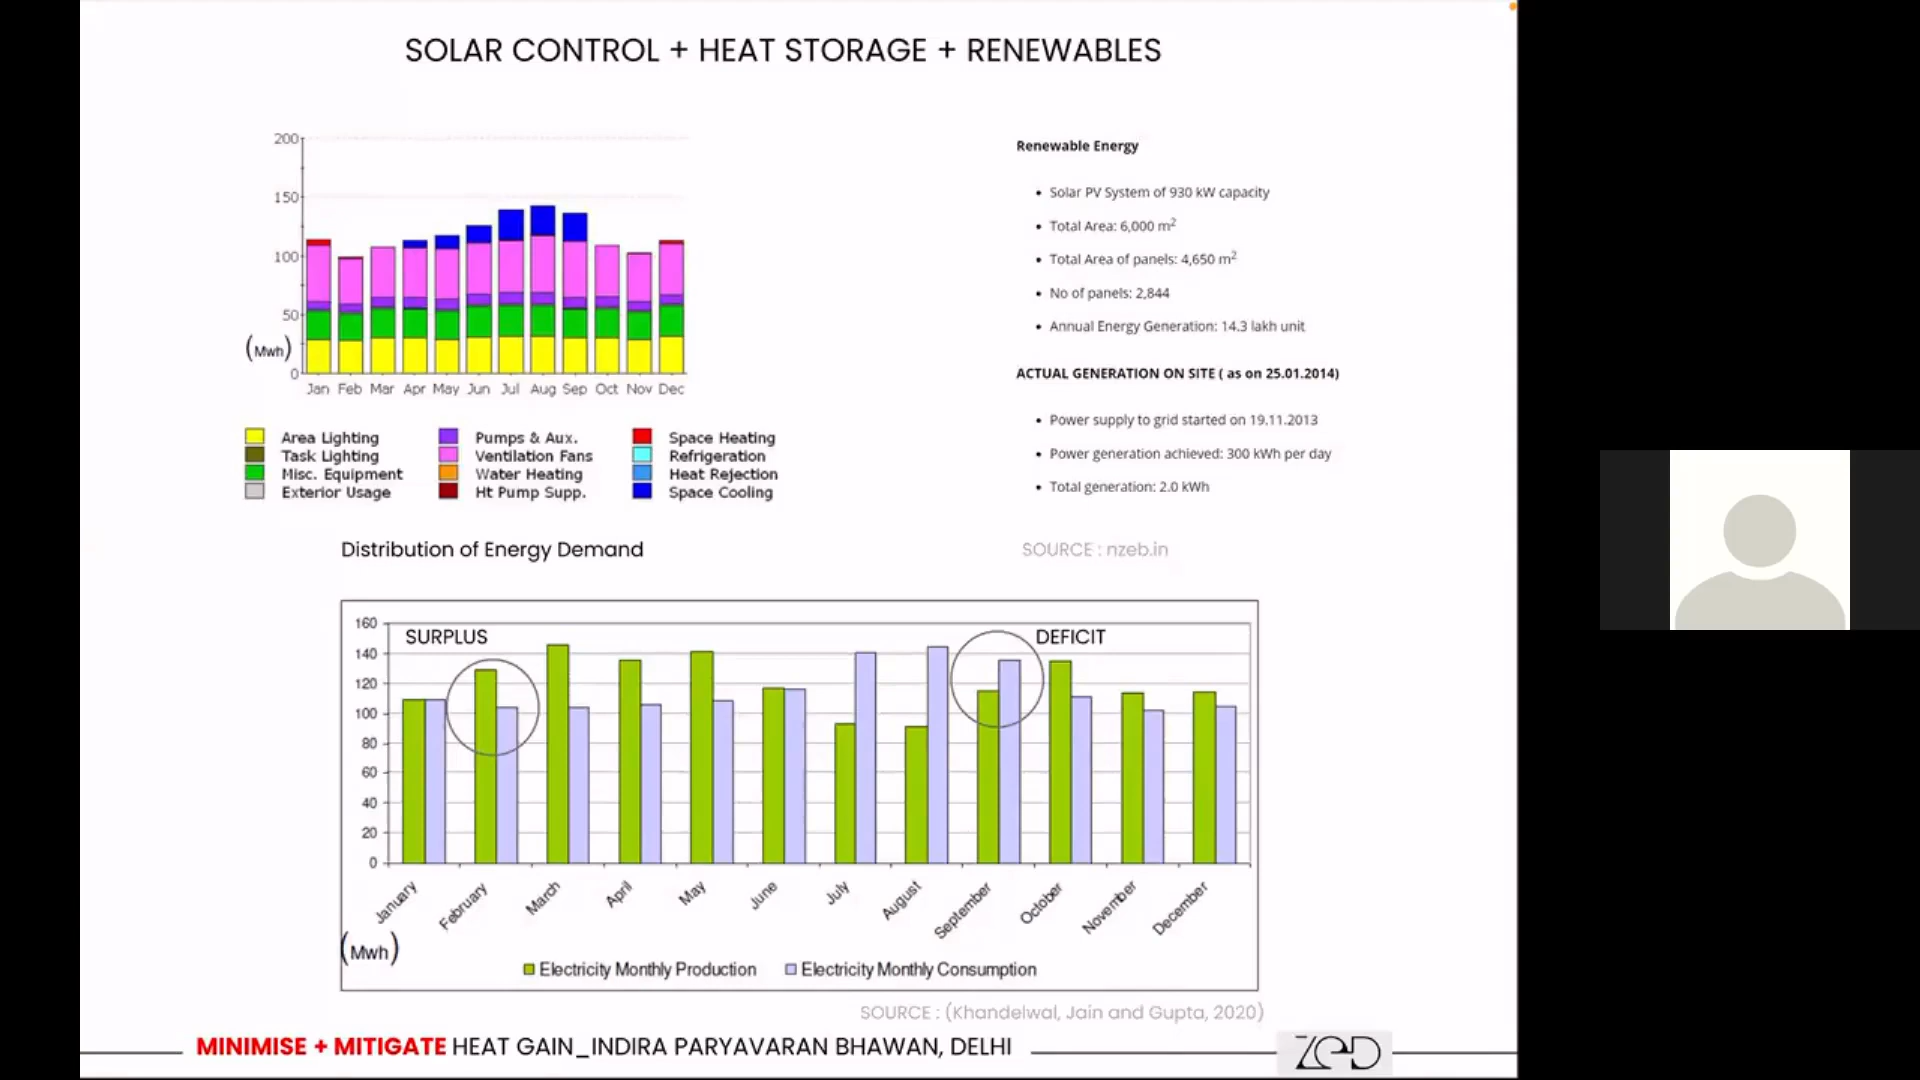 SOLAR CONTROL + HEAT STORAGE + RENEWABLES
200
150
100
50
(Mwh)
0
Jan Feb Mar Apr May Jun Jul Aug Sep Oct Nov Dec
Area Lighting
Task Lighting
Misc. Equipment
Exterior Usage
Pumps & Aux.
Ventilation Fans
Water Heating
Ht Pump Supp.
Space Heating
Refrigeration
Heat Rejection
Space Cooling
Distribution of Energy Demand
Renewable Energy
• Solar PV System of 930 kW capacity
• Total Area: 6,000 m²
• Total Area of panels: 4,650 m²
• No of panels: 2,844
• Annual Energy Generation: 14.3 lakh unit
ACTUAL GENERATION ON SITE ( as on 25.01.2014)
• Power supply to grid started on 19.11.2013
• Power generation achieved: 300 kWh per day
• Total generation: 2.0 kWh
SOURCE : nzeb.in
SURPLUS
DEFICIT
160
140
120
100
80
60
40
20
0
January February March April May June July August September October November December
(Mwh)
Electricity Monthly Production Electricity Monthly Consumption
SOURCE : (Khandelwal, Jain and Gupta, 2020)
MINIMISE + MITIGATE HEAT GAIN_INDIRA PARYAVARAN BHAWAN, DELHI
ZED